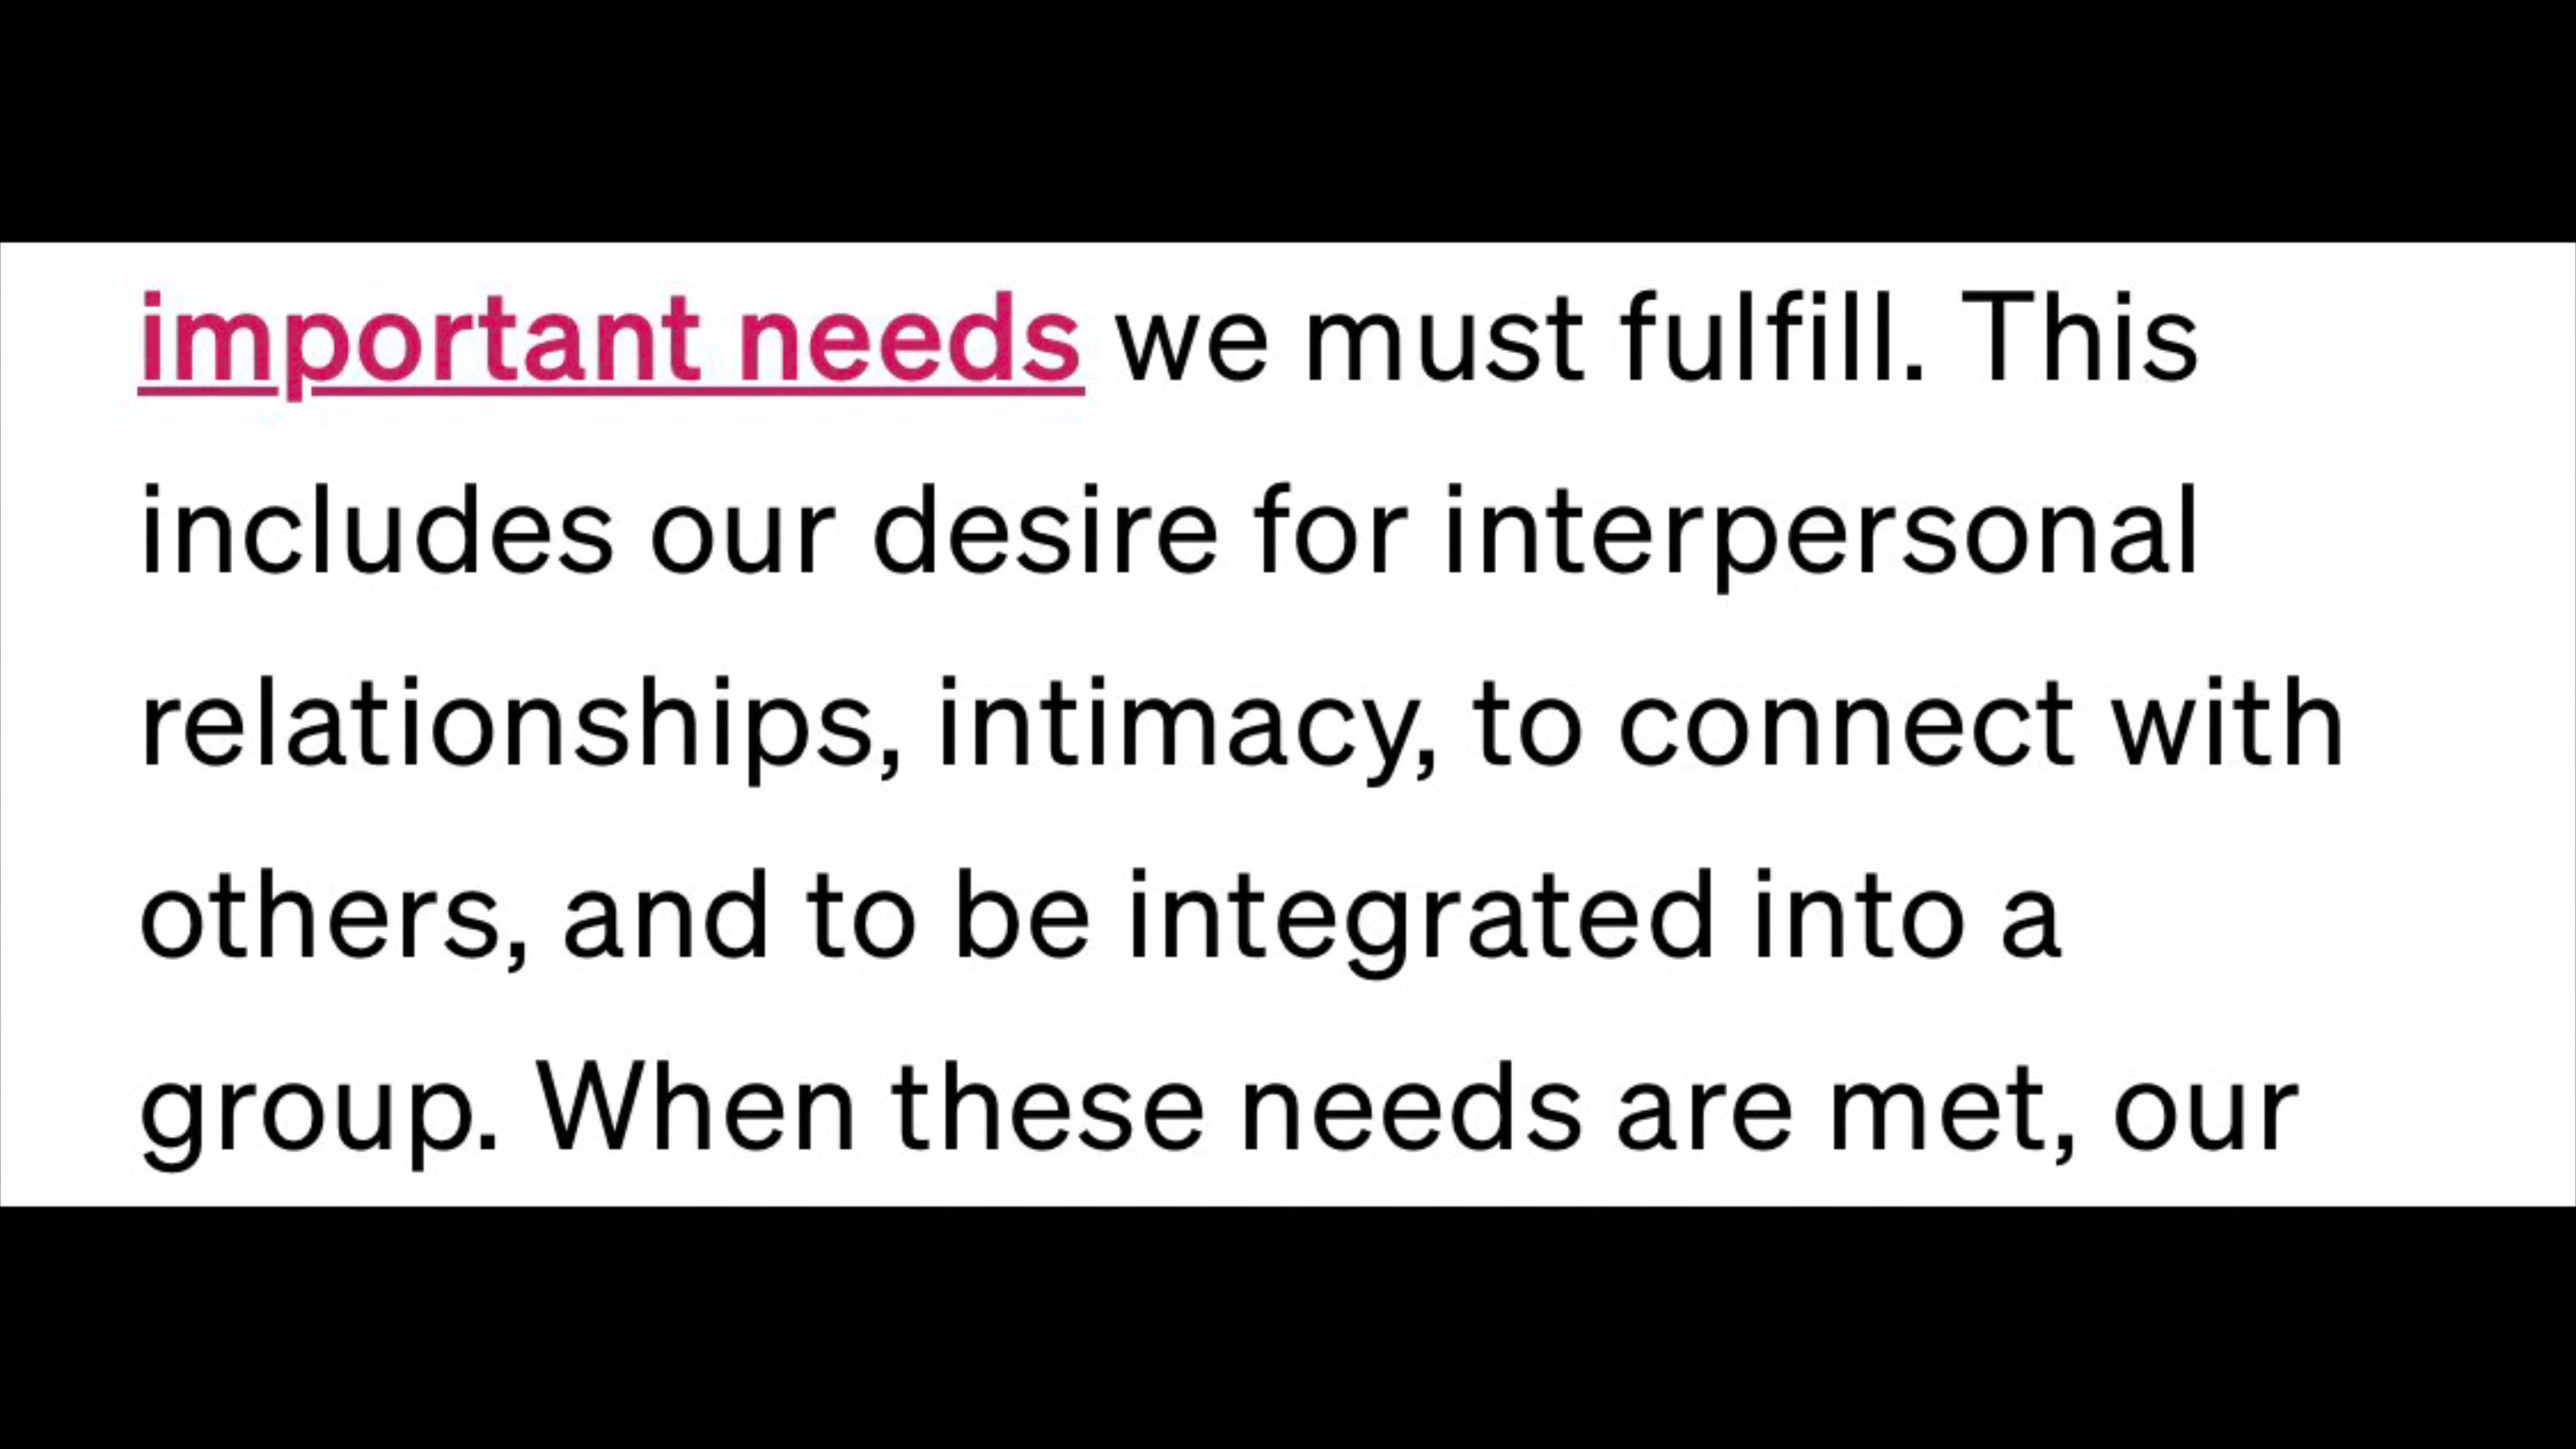 important needs we must fulfill. This
includes our desire for interpersonal
relationships, intimacy, to connect with
others, and to be integrated into a
group. When these needs are met, our